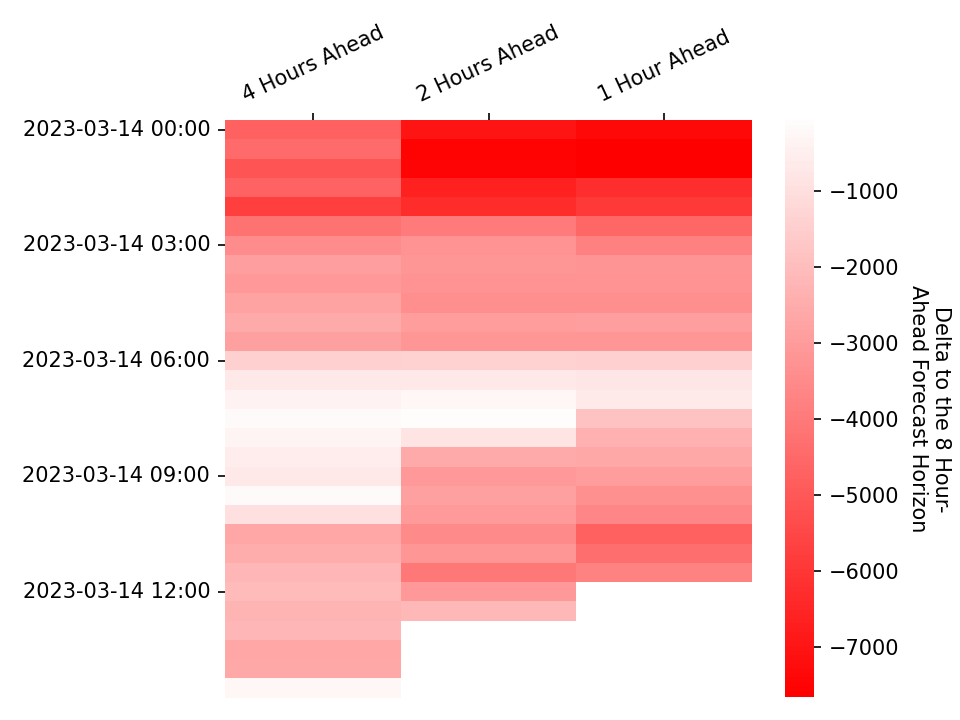 4 Hours Ahead
2 Hours Ahead
1 Hour Ahead
2023-03-14 00:00
2023-03-14 03:00
2023-03-14 06:00
2023-03-14 09:00
2023-03-14 12:00
−1000
−2000
−3000
−4000
−5000
−6000
−7000
Delta to the 8 Hour-
Ahead Forecast Horizon